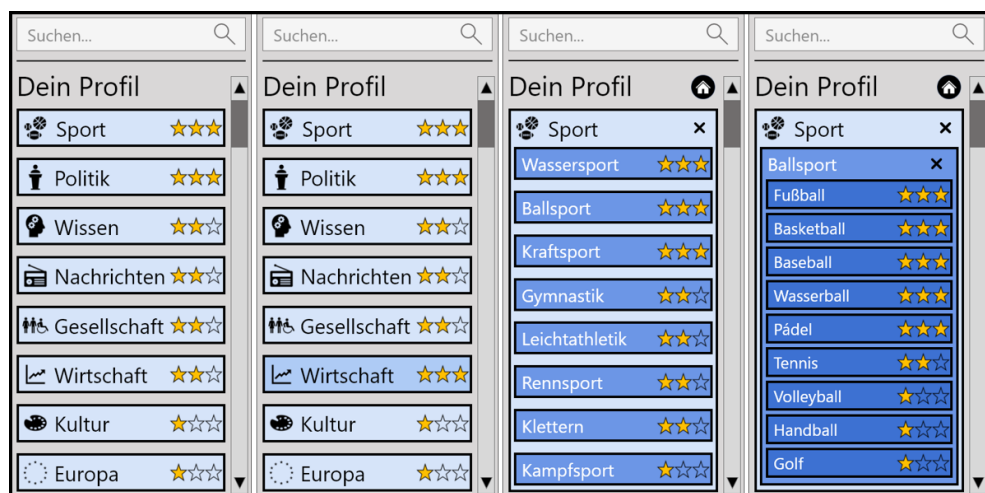 Suchen...
Dein Profil
Sport
Politik
Wissen
Nachrichten
Gesellschaft
Wirtschaft
Kultur
Europa
Suchen...
Dein Profil
Sport
Politik
Wissen
Nachrichten
Gesellschaft
Wirtschaft
Kultur
Europa
Suchen...
Dein Profil
Sport
Wassersport
Ballsport
Kraftsport
Gymnastik
Leichtathletik
Rennsport
Klettern
Kampfsport
Suchen...
Dein Profil
Sport
Ballsport
Fußball
Basketball
Baseball
Wasserball
Pádel
Tennis
Volleyball
Handball
Golf